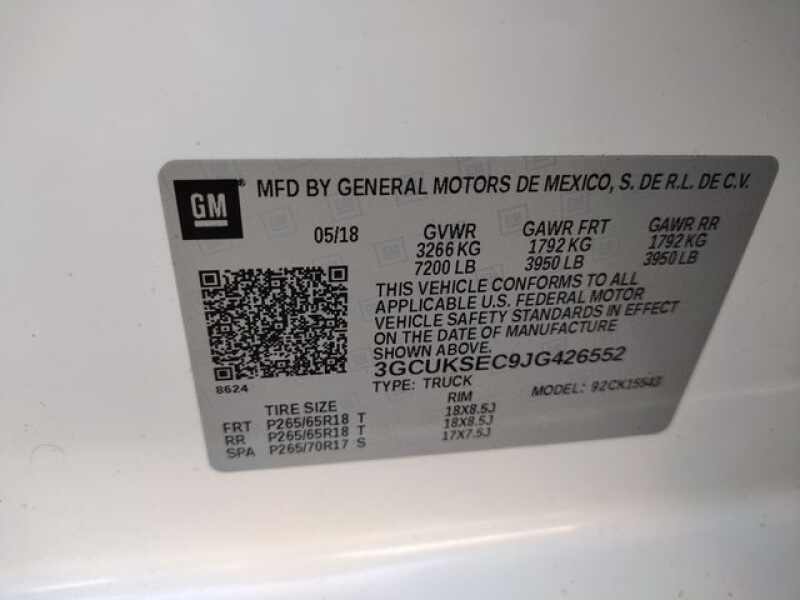 GM ® MFD BY GENERAL MOTORS DE MEXICO, S. DE R.L. DE C.V.
05/18 GVWR GAWR FRT GAWR RR
3266 KG 1792 KG 1792 KG
7200 LB 3950 LB 3950 LB
THIS VEHICLE CONFORMS TO ALL
APPLICABLE U.S. FEDERAL MOTOR
VEHICLE SAFETY STANDARDS IN EFFECT
ON THE DATE OF MANUFACTURE
SHOWN ABOVE
3GCUKSEC9JG426552
8624 TYPE: TRUCK MODEL: 92CK15543
TIRE SIZE RIM
FRT P265/65R18 T 18X8.5J
RR P265/65R18 T 18X8.5J
SPA P265/70R17 S 17X7.5J